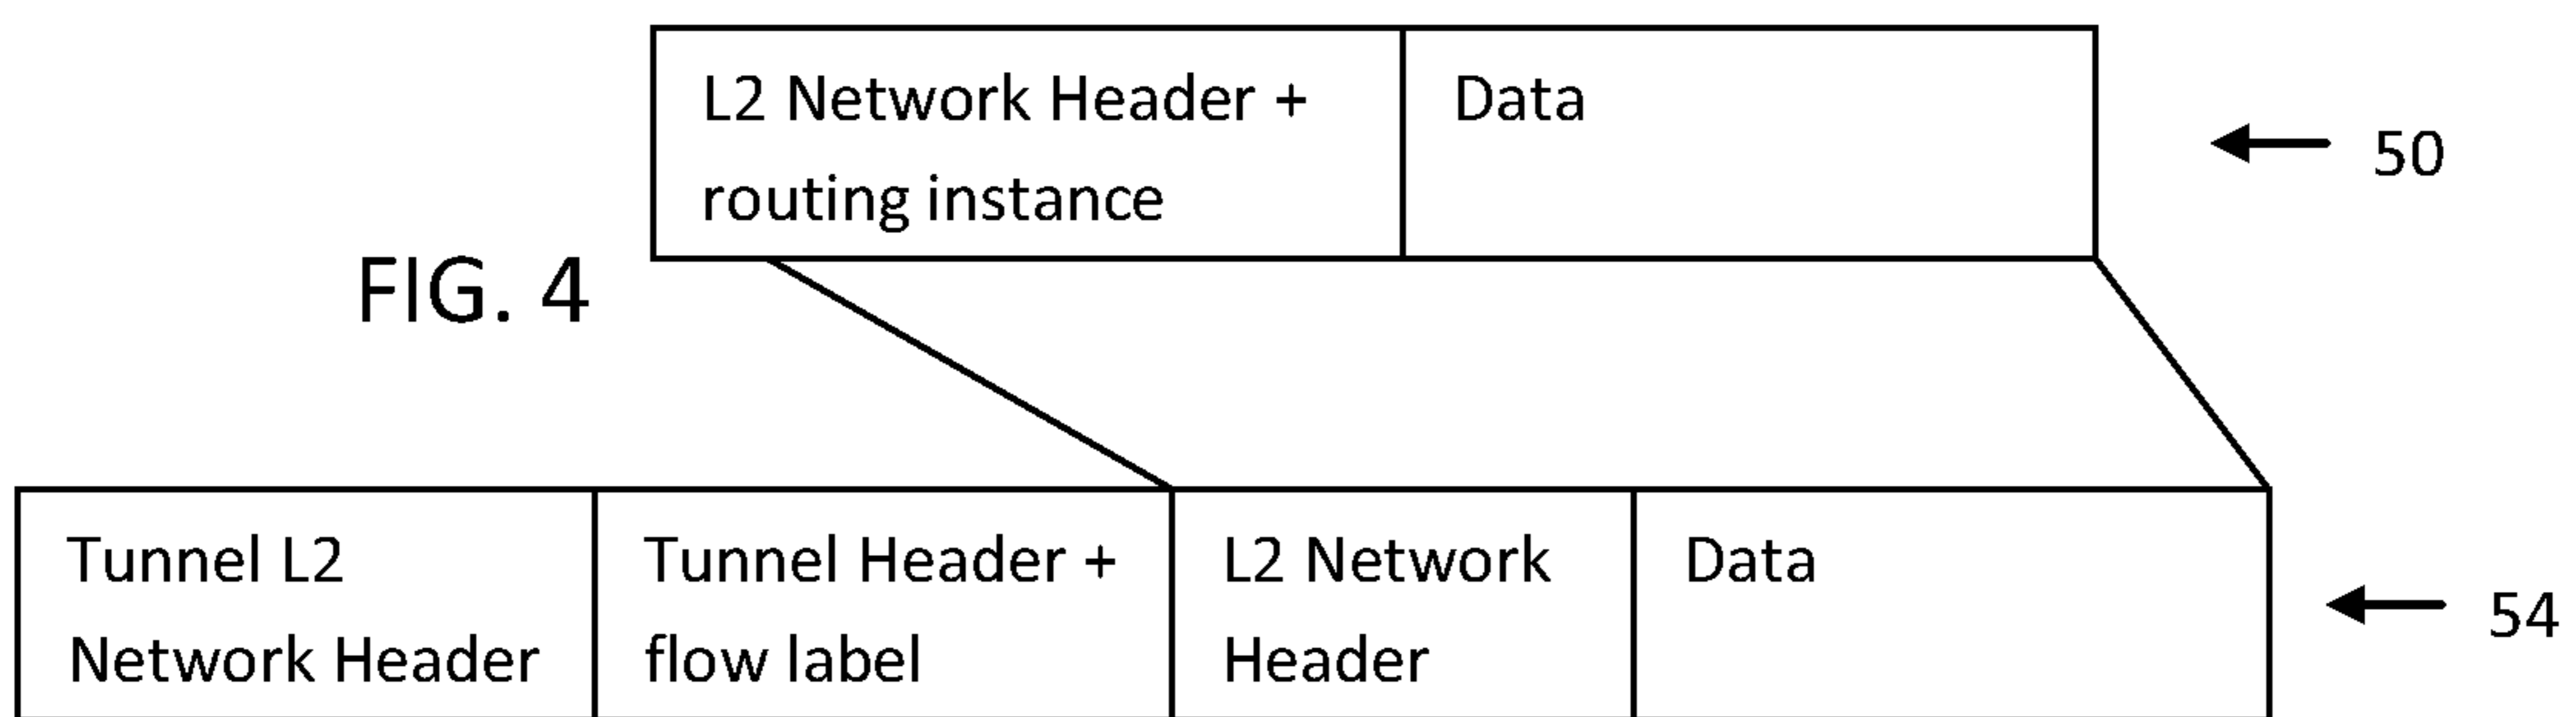 L2 Network Header +
routing instance
Data
50
FIG. 4
Tunnel L2
Network Header
Tunnel Header +
flow label
L2 Network
Header
Data
54